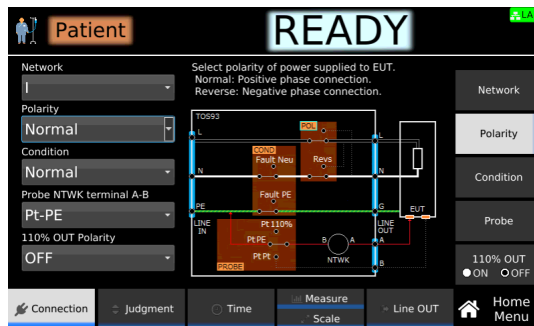 Patient
READY
LA
Network
I
Polarity
Normal
Condition
Normal
Probe NTWK terminal A-B
Pt-PE
110% OUT Polarity
OFF
Select polarity of power supplied to EUT.
Normal: Positive phase connection.
Reverse: Negative phase connection.
TOS93
POL
L
L
COND
Fault Neu
Revs
N
N
Fault PE
PE
G
EUT
LINE IN
Pt110%
LINE OUT
PtPE
B
A
A
PtPt
NTWK
B
PROBE
Network
Polarity
Condition
Probe
110% OUT
ON OFF
Connection
Judgment
Time
Measure
Scale
Line OUT
Home
Menu